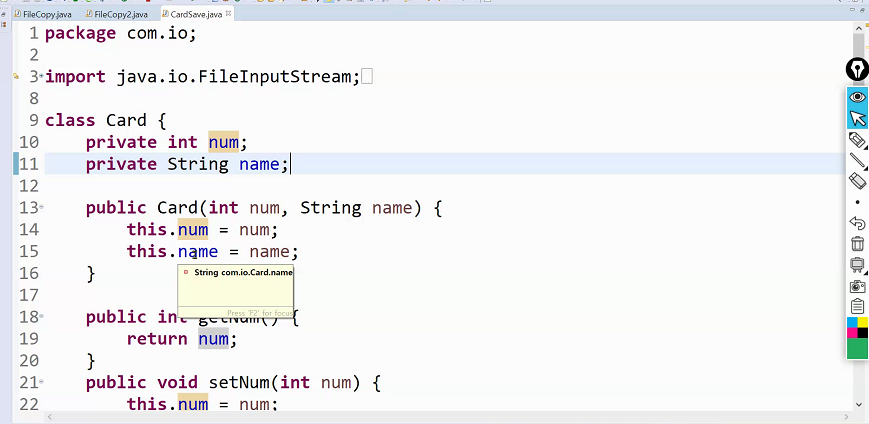 FileCopy.java FileCopy2.java CardSave.java
1 package com.io;
2
3 import java.io.FileInputStream;
8
9 class Card {
10 private int num;
11 private String name;
12
13 public Card(int num, String name) {
14 this.num = num;
15 this.name = name;
16 }
String com.io.Card.name
17
Press 'F2' for focus
18 public int getNum() {
19 return num;
20 }
21 public void setNum(int num) {
22 this.num = num;